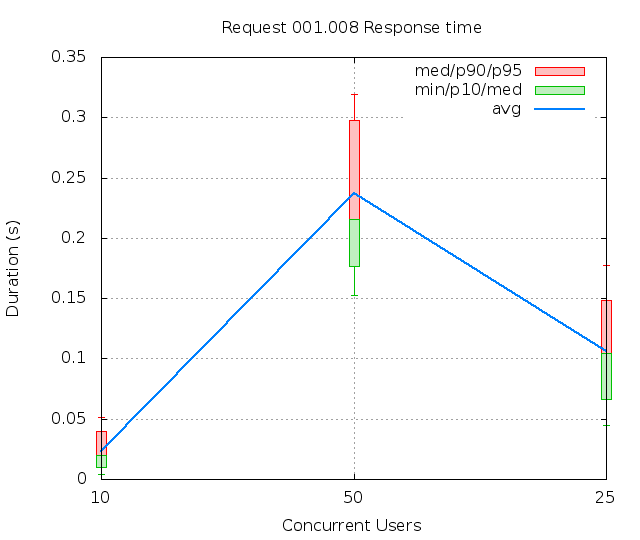 Request 001.008 Response time
0.35
med/p90/p95
min/p10/med
avg
0.3
0.25
0.2
0.15
0.1
0.05
0
Duration (s)
10
50
25
Concurrent Users